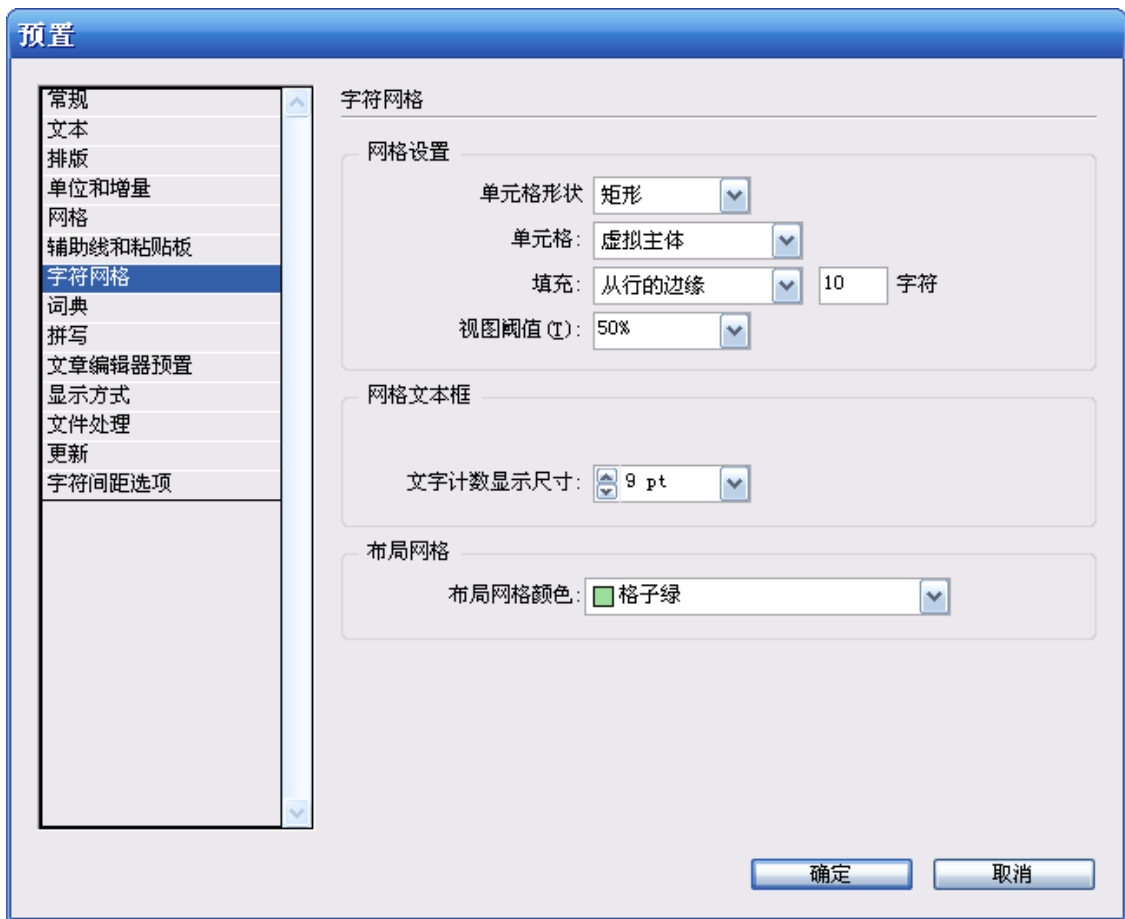 预置
常规
文本
排版
单位和增量
网格
辅助线和粘贴板
字符网格
词典
拼写
文章编辑器预置
显示方式
文件处理
更新
字符间距选项
字符网格
网格设置
单元格形状 矩形
单元格: 虚拟主体
填充: 从行的边缘 10 字符
视图阈值(T): 50%
网格文本框
文字计数显示尺寸: 9 pt
布局网格
布局网格颜色: 格子绿
确定 取消